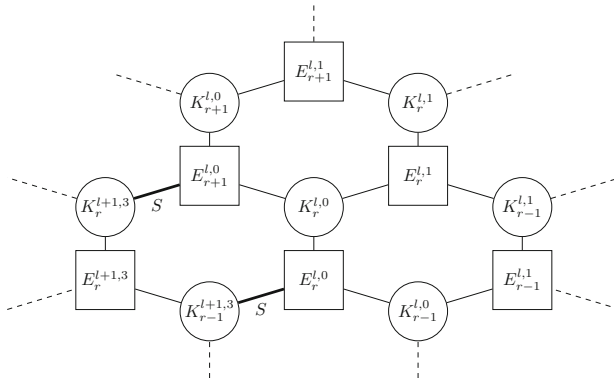 $E_{r+1}^{l,1}$
$K_{r+1}^{l,0}$ $K_r^{l,1}$
$E_{r+1}^{l,0}$ $E_r^{l,1}$
$K_r^{l+1,3}$ $S$ $K_r^{l,0}$ $K_{r-1}^{l,1}$
$E_r^{l+1,3}$ $E_r^{l,0}$ $E_{r-1}^{l,1}$
$K_{r-1}^{l+1,3}$ $S$ $K_{r-1}^{l,0}$